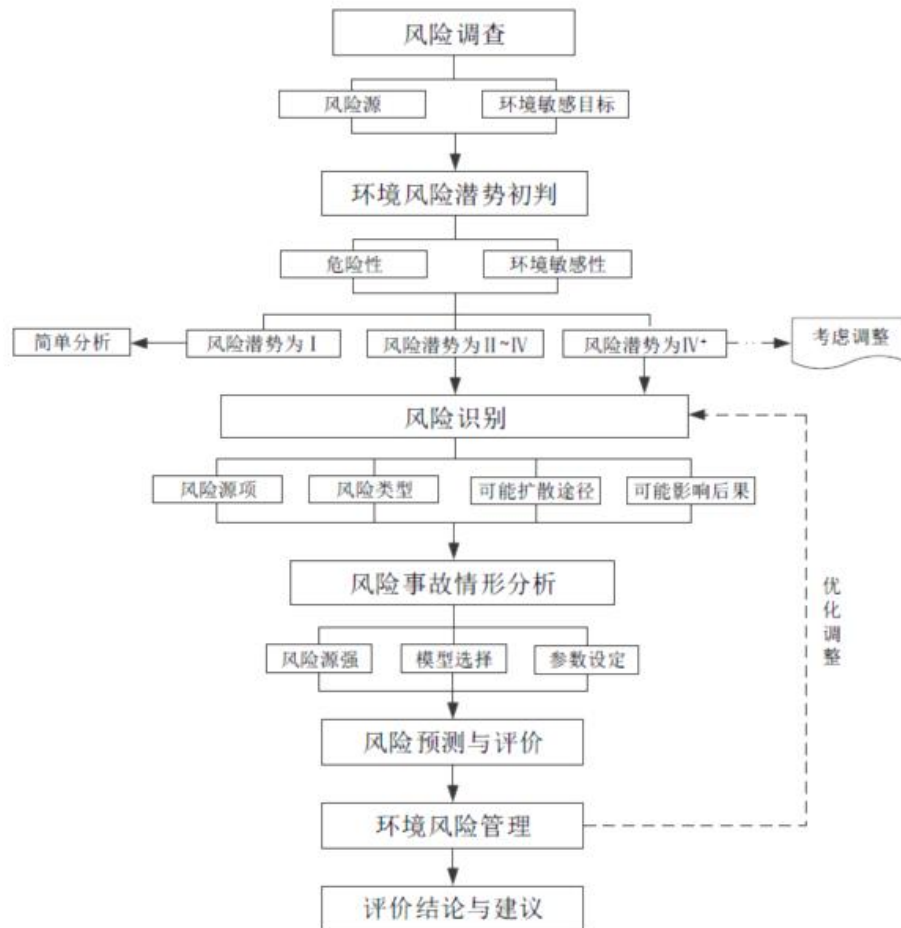 风险调查
风险源
环境敏感目标
环境风险潜势初判
危险性
环境敏感性
简单分析
风险潜势为Ⅰ
风险潜势为Ⅱ~Ⅳ
风险潜势为Ⅳ⁺
考虑调整
风险识别
风险源项
风险类型
可能扩散途径
可能影响后果
风险事故情形分析
优化调整
风险源强
模型选择
参数设定
风险预测与评价
环境风险管理
评价结论与建议